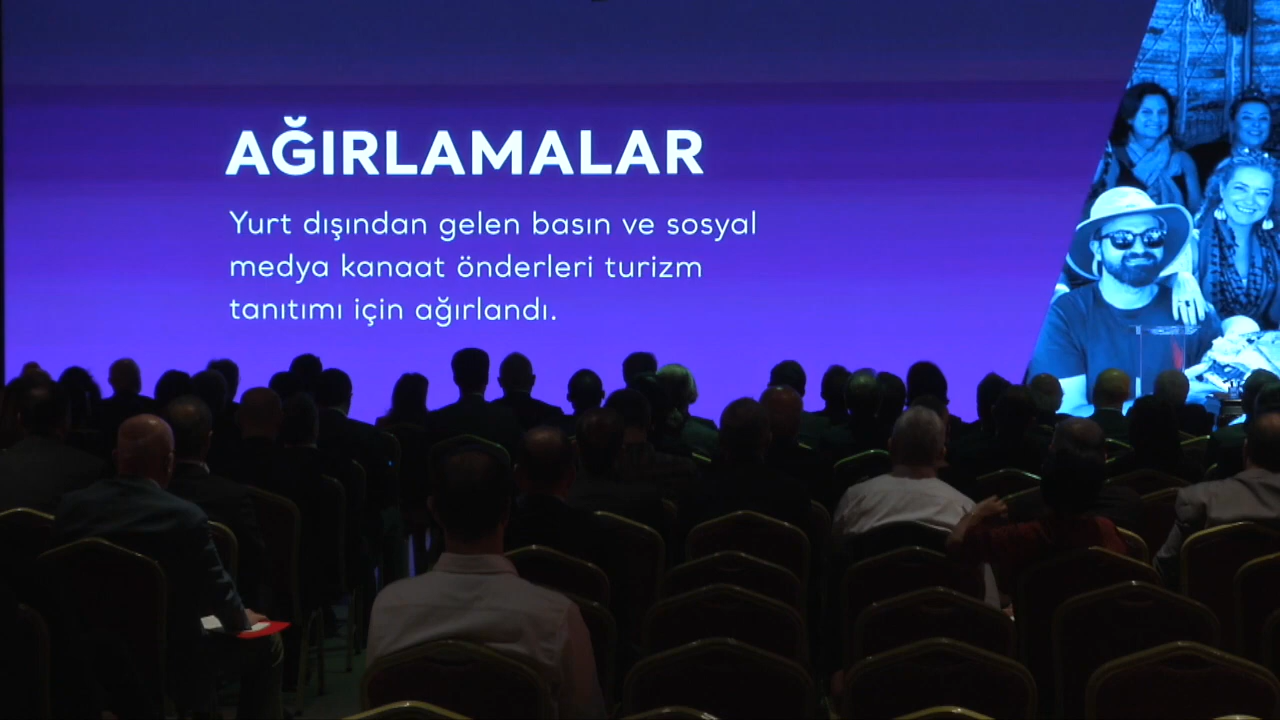 AĞIRLAMALAR
Yurt dışından gelen basın ve sosyal
medya kanaat önderleri turizm
tanıtımı için ağırlandı.